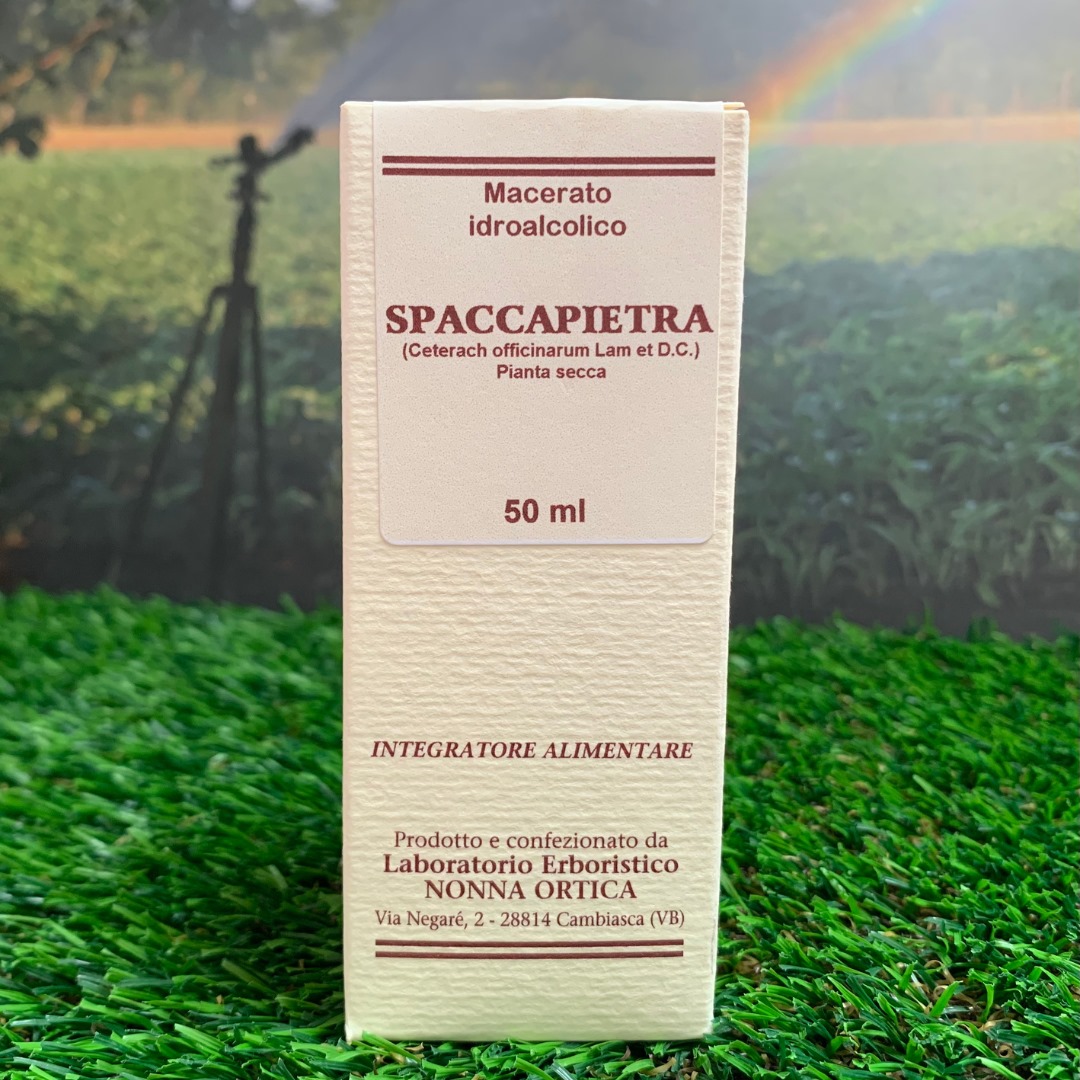 Macerato
idroalcolico
SPACCAPIETRA
(Ceterach officinarum Lam et D.C.)
Pianta secca
50 ml
INTEGRATORE ALIMENTARE
Prodotto e confezionato da
Laboratorio Erboristico
NONNA ORTICA
Via Negaré, 2 - 28814 Cambiasca (VB)